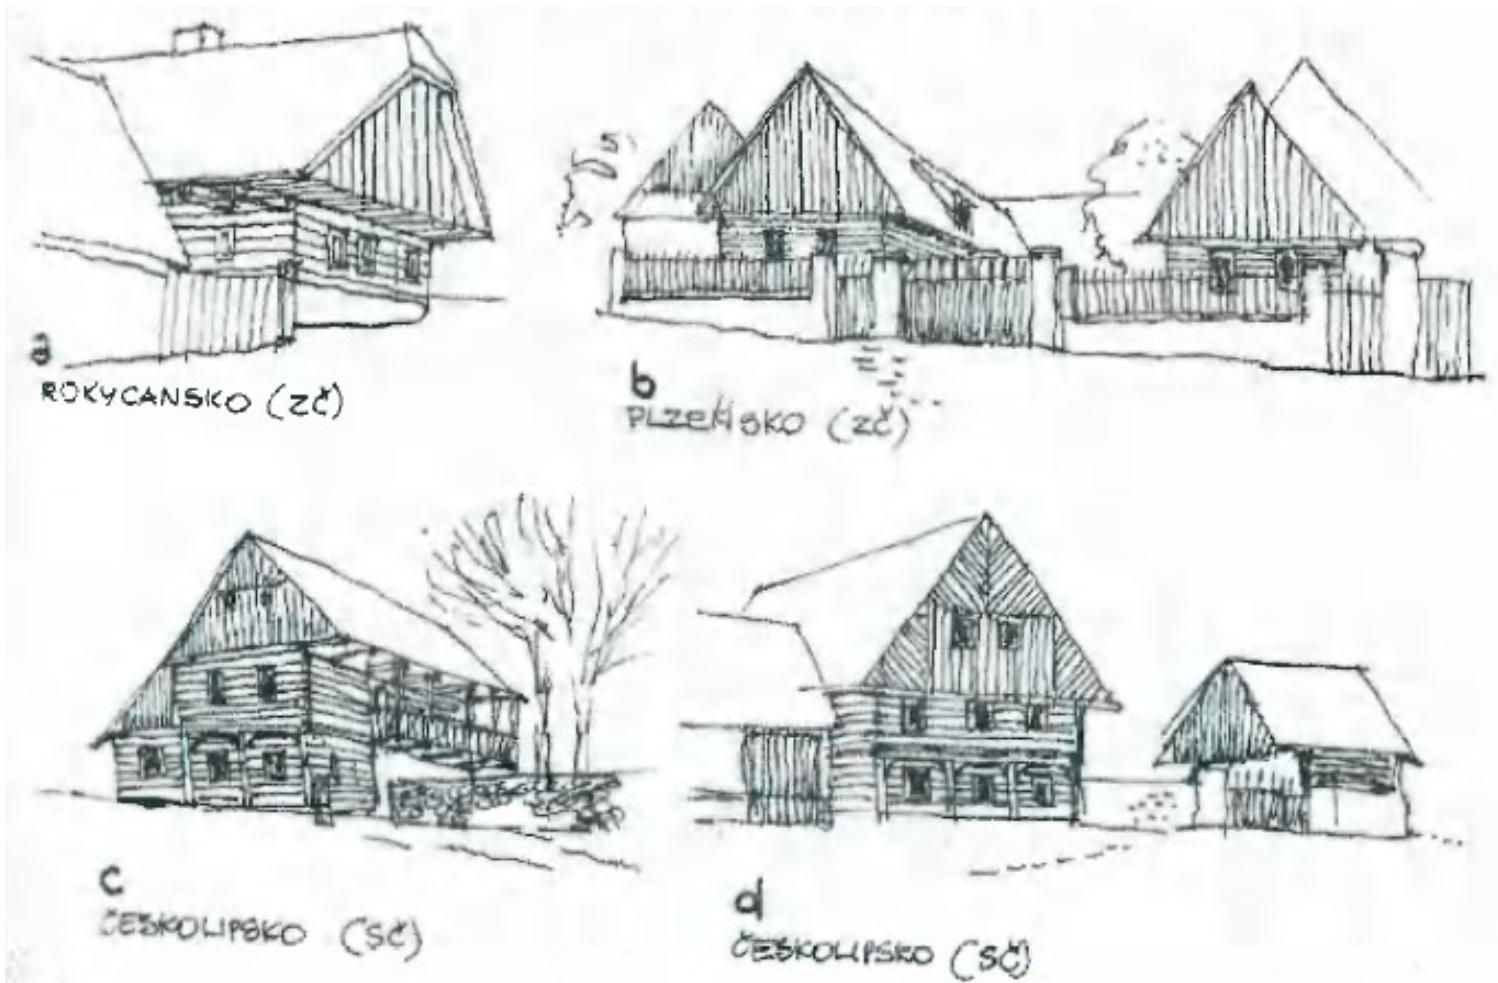 a
ROKYCANSKO (ZČ)
b
PLZEŇSKO (ZČ)
c
ČESKOLIPSKO (SČ)
d
ČESKOLIPSKO (SČ)